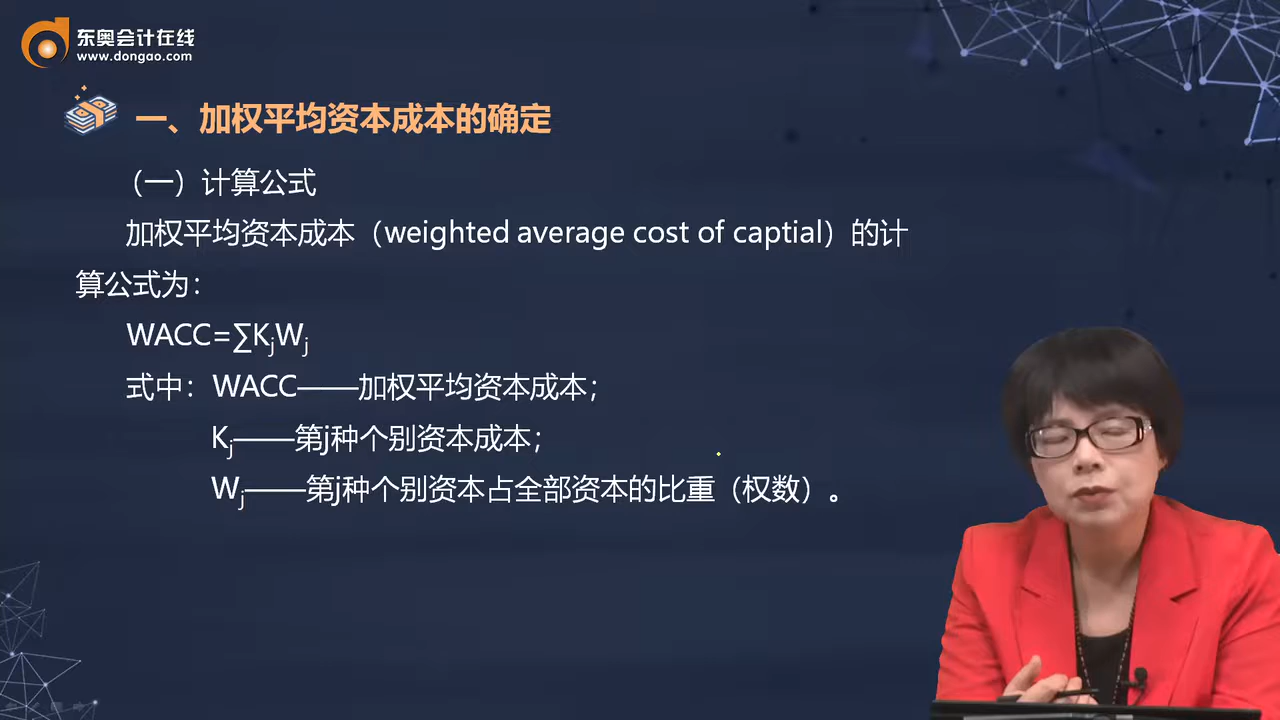 东奥会计在线
www.dongao.com
一、加权平均资本成本的确定
（一）计算公式
加权平均资本成本（weighted average cost of captial）的计
算公式为：
WACC=∑KjWj
式中：WACC——加权平均资本成本；
Kj——第j种个别资本成本；
Wj——第j种个别资本占全部资本的比重（权数）。